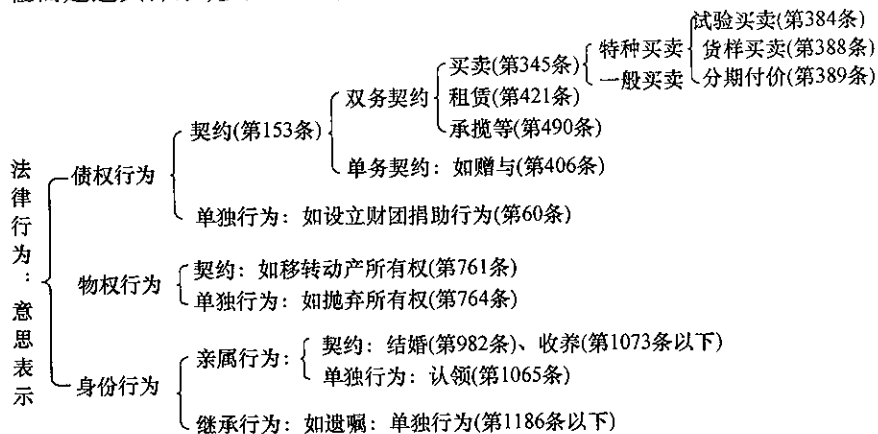 试验买卖(第384条)
特种买卖
货样买卖(第388条)
买卖(第345条)
一般买卖
分期付价(第389条)
双务契约
租赁(第421条)
契约(第153条)
承揽等(第490条)
债权行为
单务契约：如赠与(第406条)
单独行为：如设立财团捐助行为(第60条)
法律行为：意思表示
物权行为
契约：如移转动产所有权(第761条)
单独行为：如抛弃所有权(第764条)
亲属行为：
契约：结婚(第982条)、收养(第1073条以下)
单独行为：认领(第1065条)
身份行为
继承行为：如遗嘱：单独行为(第1186条以下)